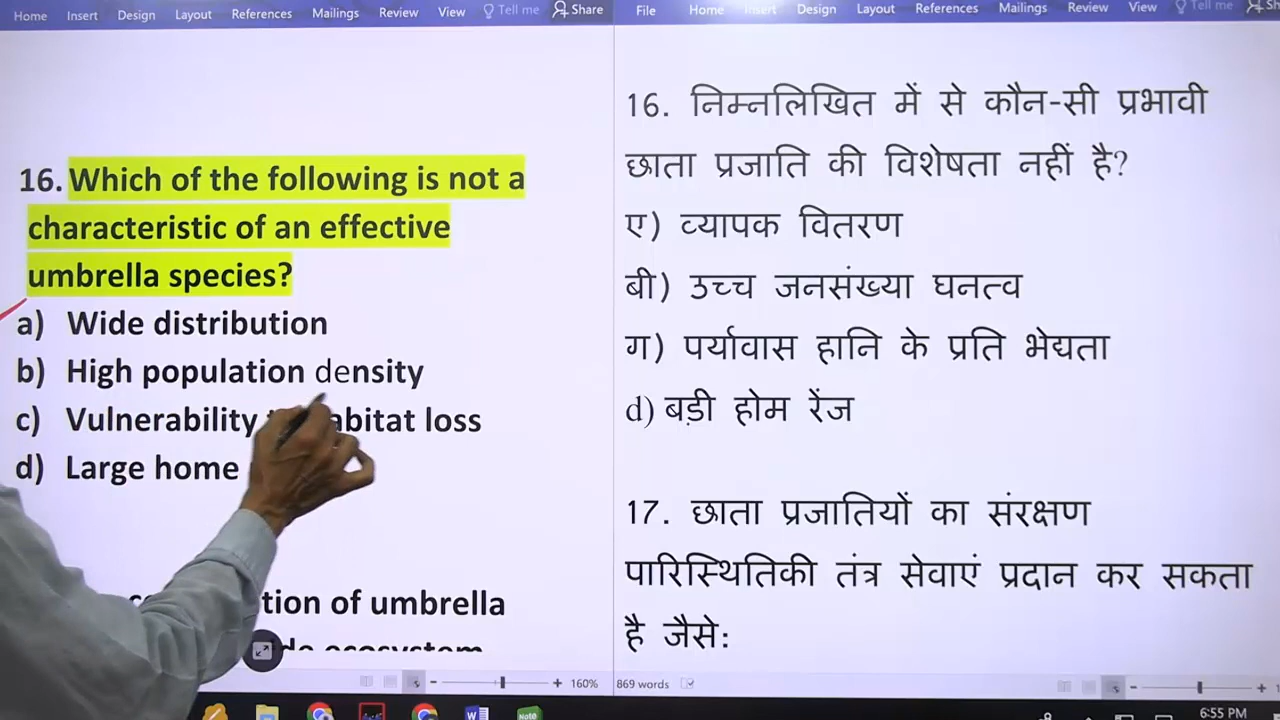 Home Insert Design Layout References Mailings Review View Tell me Share
File Home Insert Design Layout References Mailings Review View Tell me Sh
16. Which of the following is not a
characteristic of an effective
umbrella species?
a) Wide distribution
b) High population density
c) Vulnerability abitat loss
d) Large home
tion of umbrella
160%
16. निम्नलिखित में से कौन-सी प्रभावी
छाता प्रजाति की विशेषता नहीं है?
ए) व्यापक वितरण
बी) उच्च जनसंख्या घनत्व
ग) पर्यावास हानि के प्रति भेद्यता
d) बड़ी होम रेंज
17. छाता प्रजातियों का संरक्षण
पारिस्थितिकी तंत्र सेवाएं प्रदान कर सकता
है जैसे:
869 words
6:55 PM